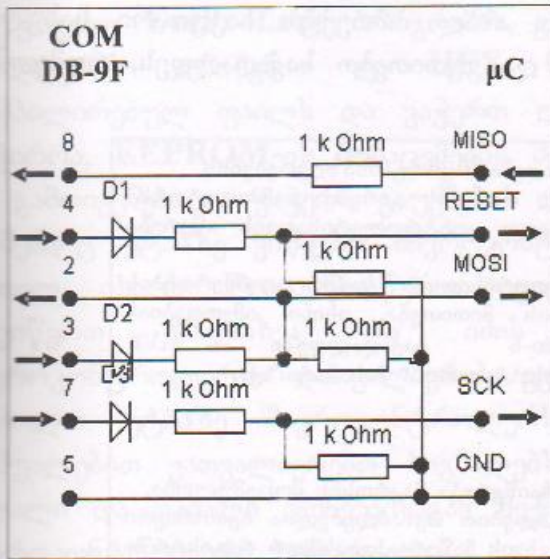 COM
DB-9F
μC
8
1 k Ohm
MISO
4
D1
1 k Ohm
RESET
2
1 k Ohm
MOSI
3
D2
1 k Ohm
1 k Ohm
7
1 k Ohm
SCK
5
1 k Ohm
GND